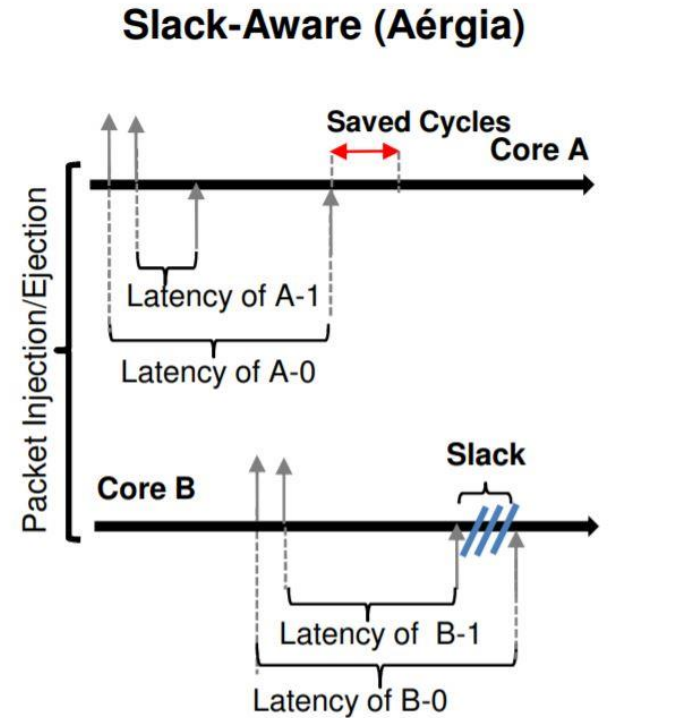 Slack-Aware (Aérgia)
Saved Cycles
Core A
Packet Injection/Ejection
Latency of A-1
Latency of A-0
Slack
Core B
Latency of B-1
Latency of B-0